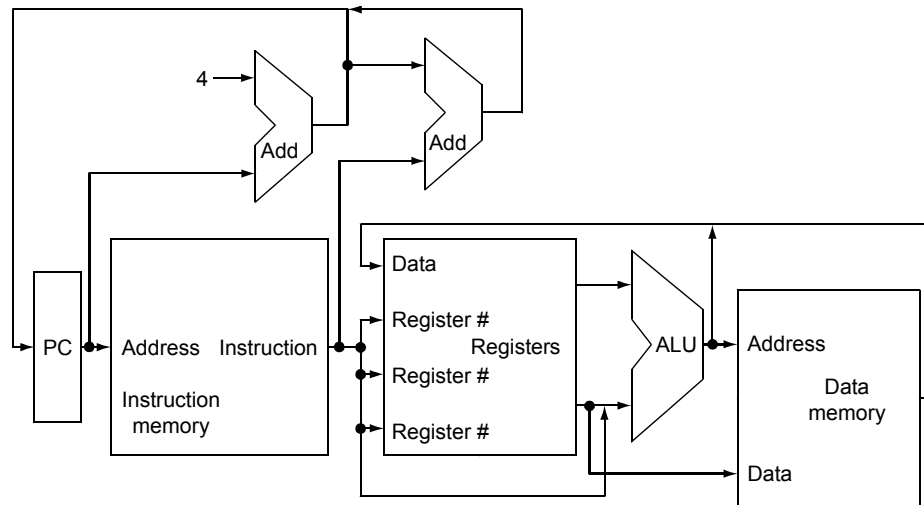 4
Add
Add
PC
Address
Instruction
Instruction
memory
Data
Register #
Registers
Register #
Register #
ALU
Address
Data
memory
Data